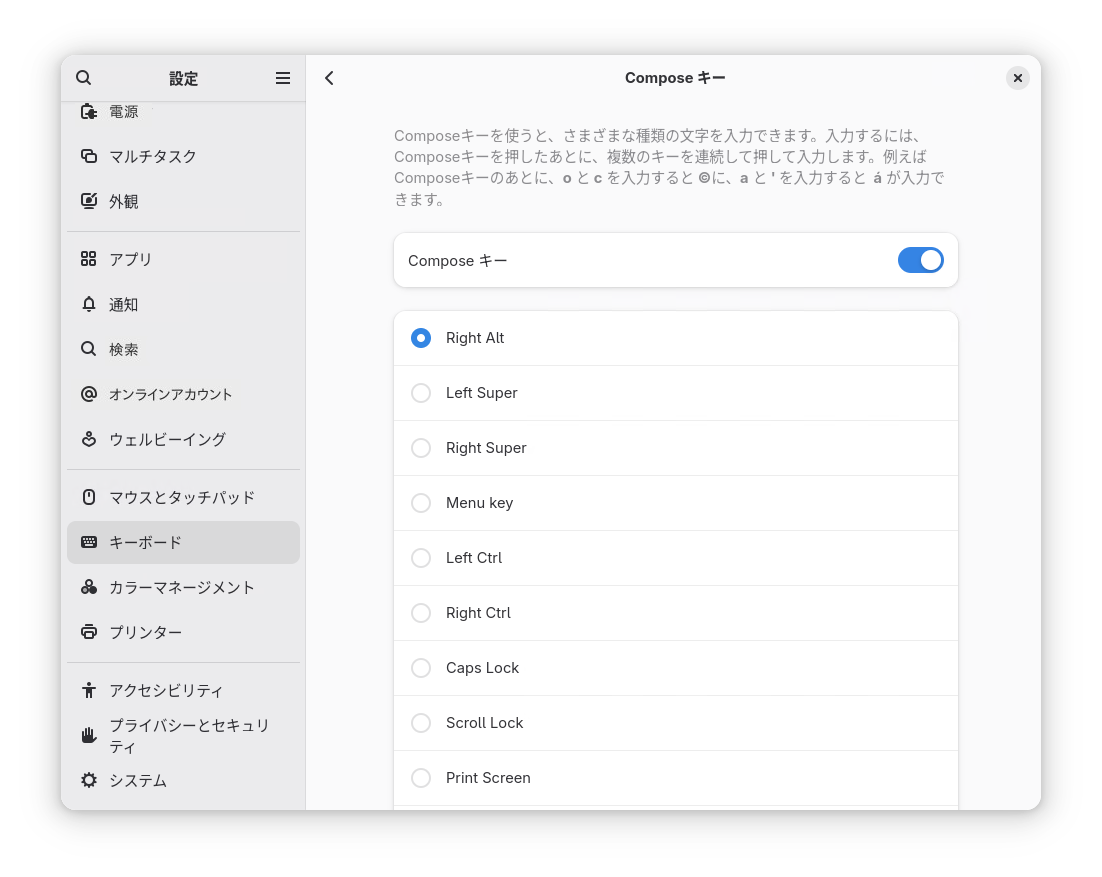 設定
電源
マルチタスク
外観
アプリ
通知
検索
オンラインアカウント
ウェルビーイング
マウスとタッチパッド
キーボード
カラーマネージメント
プリンター
アクセシビリティ
プライバシーとセキュリ
ティ
システム
Compose キー
Composeキーを使うと、さまざまな種類の文字を入力できます。入力するには、
Composeキーを押したあとに、複数のキーを連続して押して入力します。例えば
Composeキーのあとに、o と c を入力すると ©に、a と ' を入力すると á が入力で
きます。
Compose キー
Right Alt
Left Super
Right Super
Menu key
Left Ctrl
Right Ctrl
Caps Lock
Scroll Lock
Print Screen